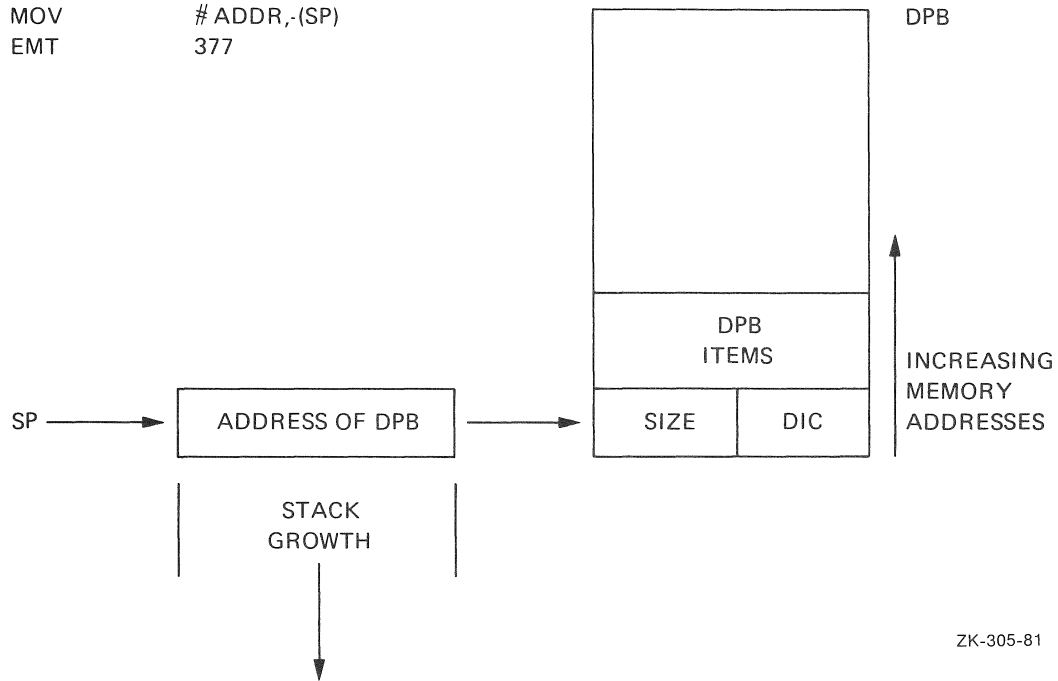 MOV #ADDR,-(SP) DPB
EMT 377
DPB
ITEMS
INCREASING
MEMORY
ADDRESSES
SP ADDRESS OF DPB SIZE DIC
STACK
GROWTH
ZK-305-81